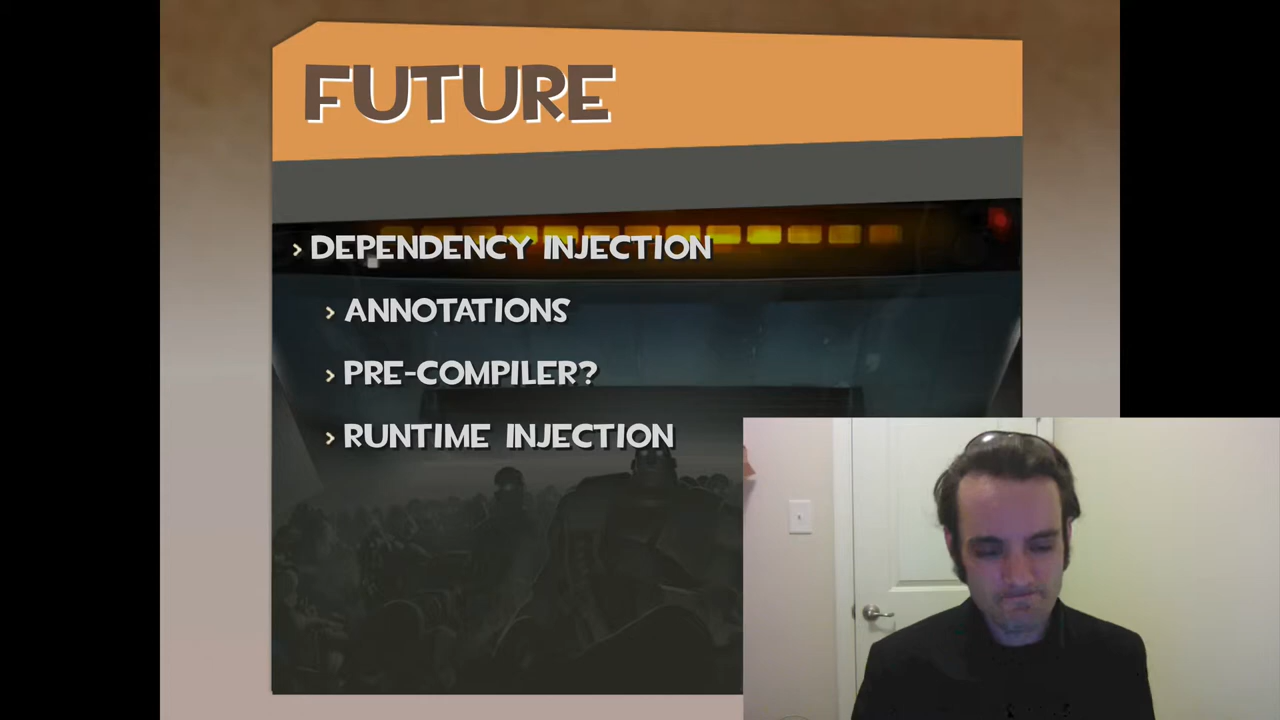 FUTURE
DEPENDENCY INJECTION
ANNOTATIONS
PRE-COMPILER?
RUNTIME INJECTION